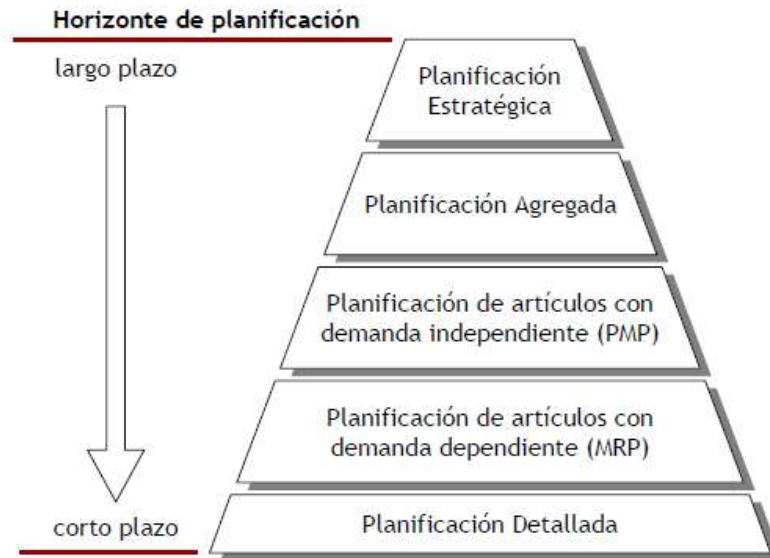 Horizonte de planificación
largo plazo
Planificación
Estratégica
Planificación Agregada
Planificación de artículos con
demanda independiente (PMP)
Planificación de artículos con
demanda dependiente (MRP)
corto plazo
Planificación Detallada